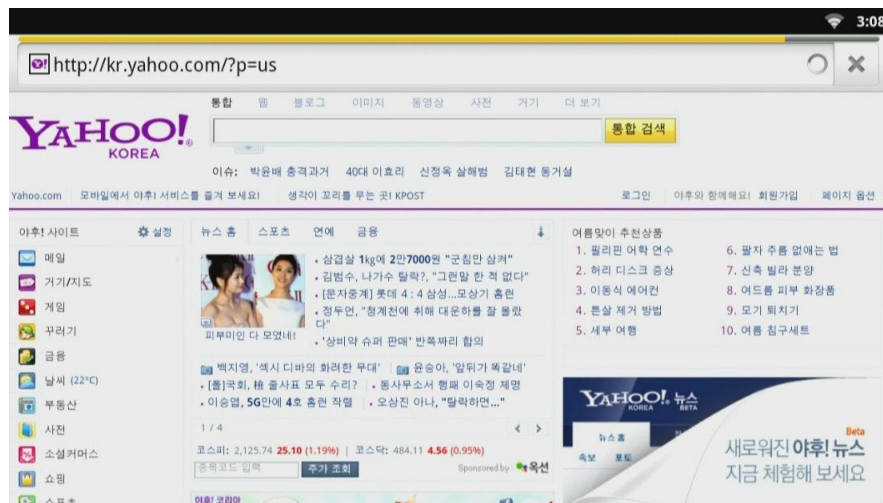 3:08
http://kr.yahoo.com/?p=us
통합 웹 블로그 이미지 동영상 사전 거기 더 보기
YAHOO!
KOREA
통합 검색
이슈: 박윤배 충격과거 40대 이효리 신정옥 살해범 김태현 동거설
Yahoo.com 모바일에서 야후! 서비스를 즐겨 보세요! 생각이 꼬리를 무는 곳! KPOST 로그인 야후와 함께해요! 회원가입 페이지 옵션
야후! 사이트 설정
메일
거기/지도
게임
꾸러기
금융
날씨 (22°C)
부동산
사전
소셜커머스
쇼핑
스포츠
뉴스 홈 스포츠 연예 금융
피부미인 다 모였네!
• 삼겹살 1kg에 2만7000원 "군침만 삼켜"
• 김범수, 나가수 탈락?, "그런말 한 적 없다"
• [문자중계] 롯데 4 : 4 삼성...모상기 홈런
• 정두언, "청계천에 취해 대운하를 잘 몰랐
다"
• '상비약 슈퍼 판매' 반쪽짜리 합의
백지영, '섹시 디바의 화려한 무대' 윤승아, '앞뒤가 똑같네'
• [폴]국회, 檢 출사표 모두 수리? • 동사무소서 행패 이숙정 제명
• 이승엽, 5G만에 4호 홈런 작렬 • 오상진 아나, "탈락하면..."
1 / 4
코스피: 2,125.74 25.10 (1.19%) | 코스닥: 484.11 4.56 (0.95%)
종목코드 입력 주가 조회 Sponsored by 옥션
야후! 코리아
여름맞이 추천상품
1. 필리핀 어학 연수
2. 허리 디스크 증상
3. 이동식 에어컨
4. 튼살 제거 방법
5. 세부 여행
6. 팔자 주름 없애는 법
7. 신축 빌라 분양
8. 여드름 피부 화장품
9. 모기 퇴치기
10. 여름 침구세트
YAHOO! 뉴스
KOREA BETA
뉴스홈
속보 포토
Beta
새로워진 야후! 뉴스
지금 체험해 보세요